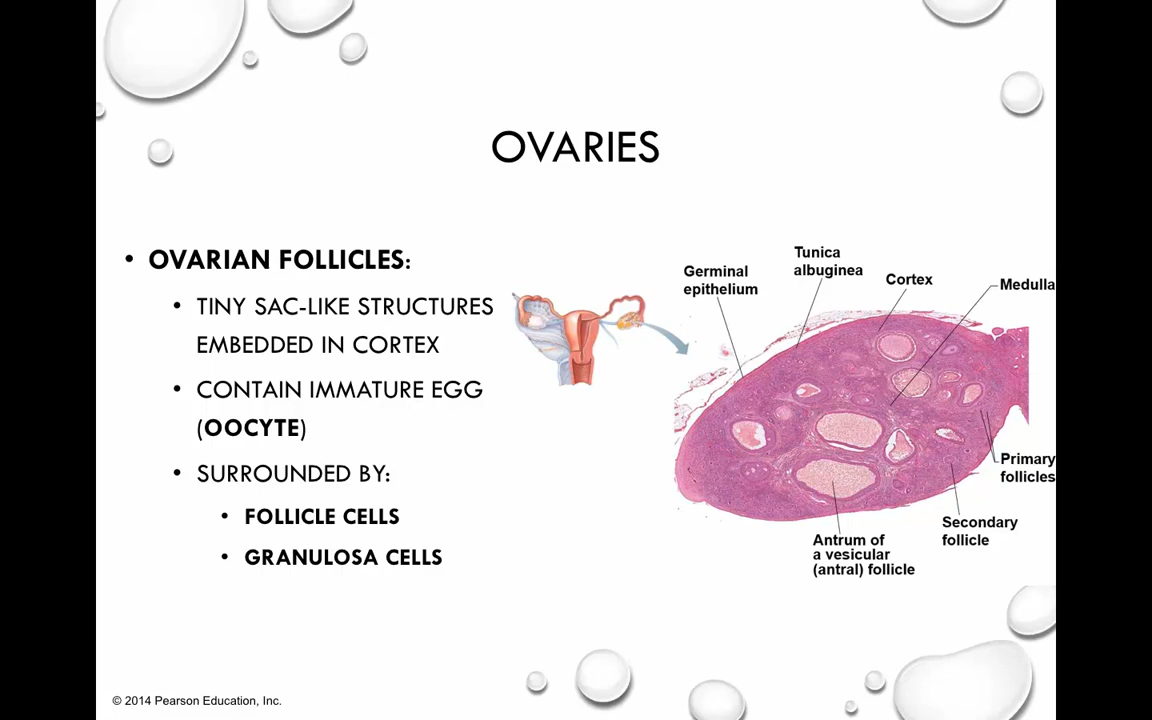 OVARIES
• OVARIAN FOLLICLES:
• TINY SAC-LIKE STRUCTURES
EMBEDDED IN CORTEX
• CONTAIN IMMATURE EGG
(OOCYTE)
• SURROUNDED BY:
• FOLLICLE CELLS
• GRANULOSA CELLS
Germinal
epithelium
Tunica
albuginea
Cortex
Medulla
Primary
follicles
Secondary
follicle
Antrum of
a vesicular
(antral) follicle
© 2014 Pearson Education, Inc.